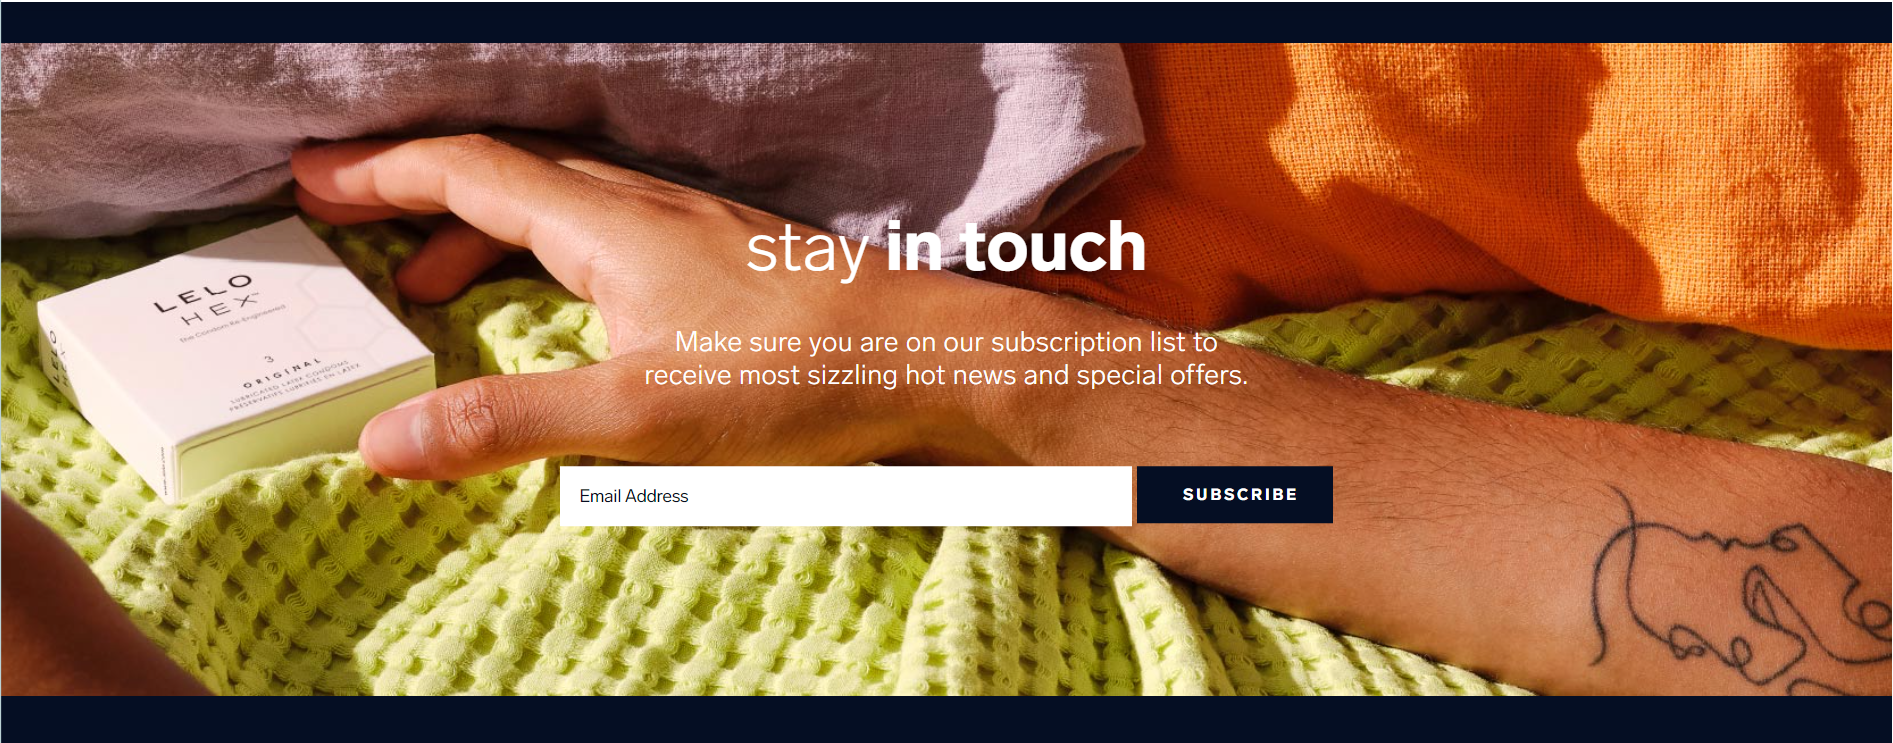 stay in touch
Make sure you are on our subscription list to
receive most sizzling hot news and special offers.
Email Address
SUBSCRIBE
LELO
HEX™
the Condom Re-Engineered
3
ORIGINAL
LUBRICATED LATEX CONDOMS
PRÉSERVATIFS LUBRIFIÉS EN LATEX
LELO
HEX